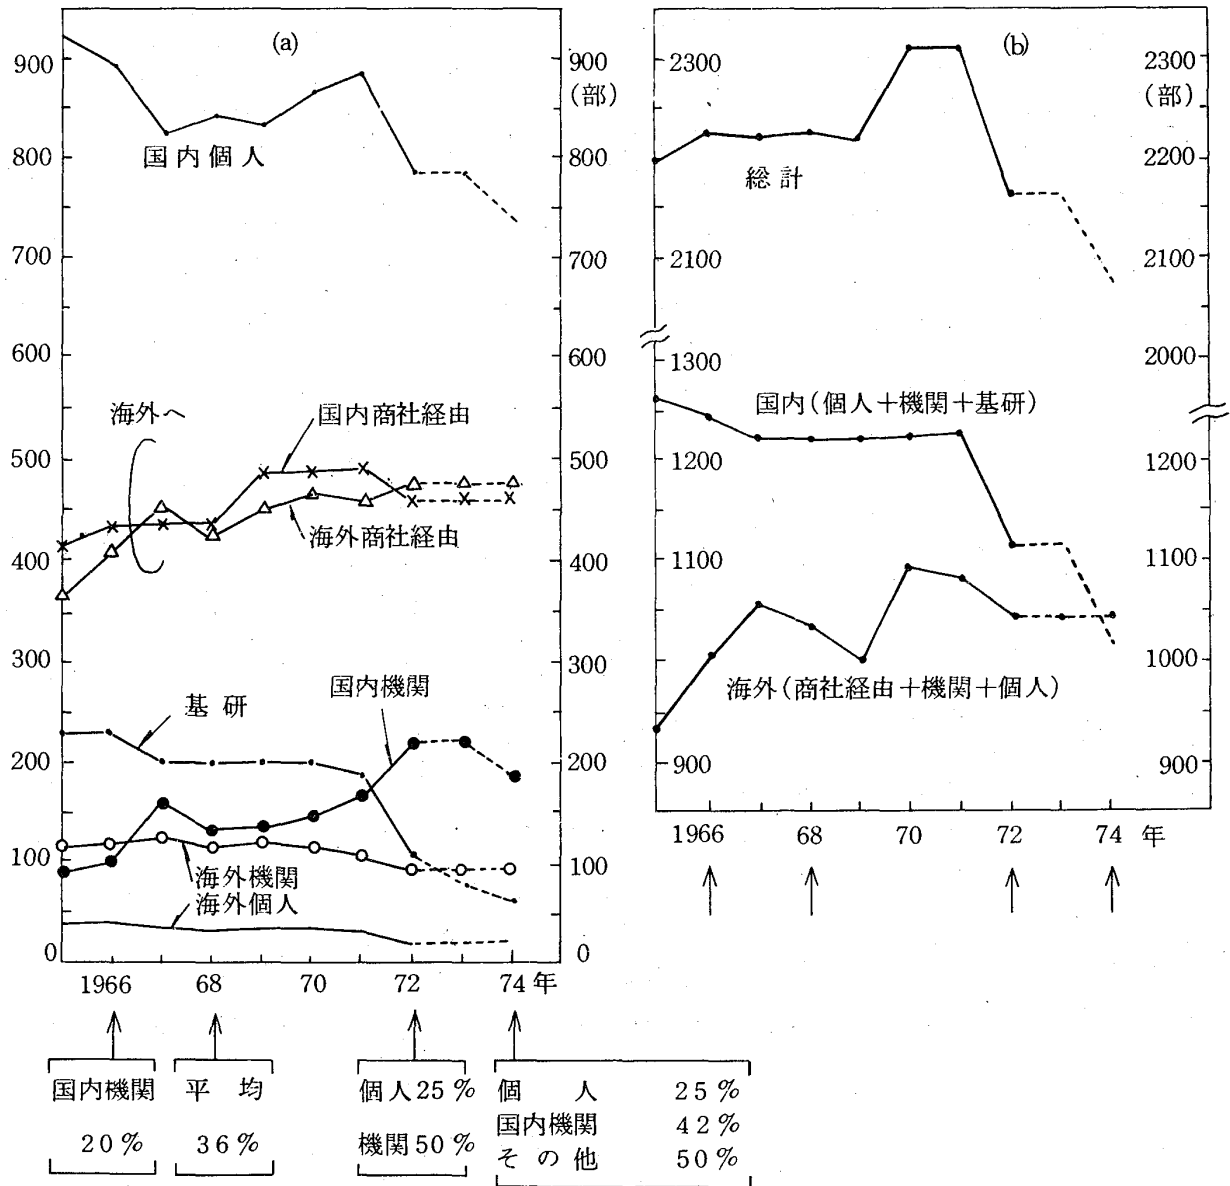 (a)
900
800
700
600
500
400
300
200
100
0
900
(部)
800
700
600
500
400
300
200
100
0
国内個人
海外へ
国内商社経由
海外商社経由
基研
国内機関
海外機関
海外個人
1966 68 70 72 74 年
国内機関
20%
平均
36%
個人25%
機関50%
個人 25%
国内機関 42%
その他 50%
(b)
2300
2100
1300
1200
1100
900
2300
(部)
2200
2100
2000
1200
1100
1000
900
総計
国内(個人+機関+基研)
海外(商社経由+機関+個人)
1966 68 70 72 74 年